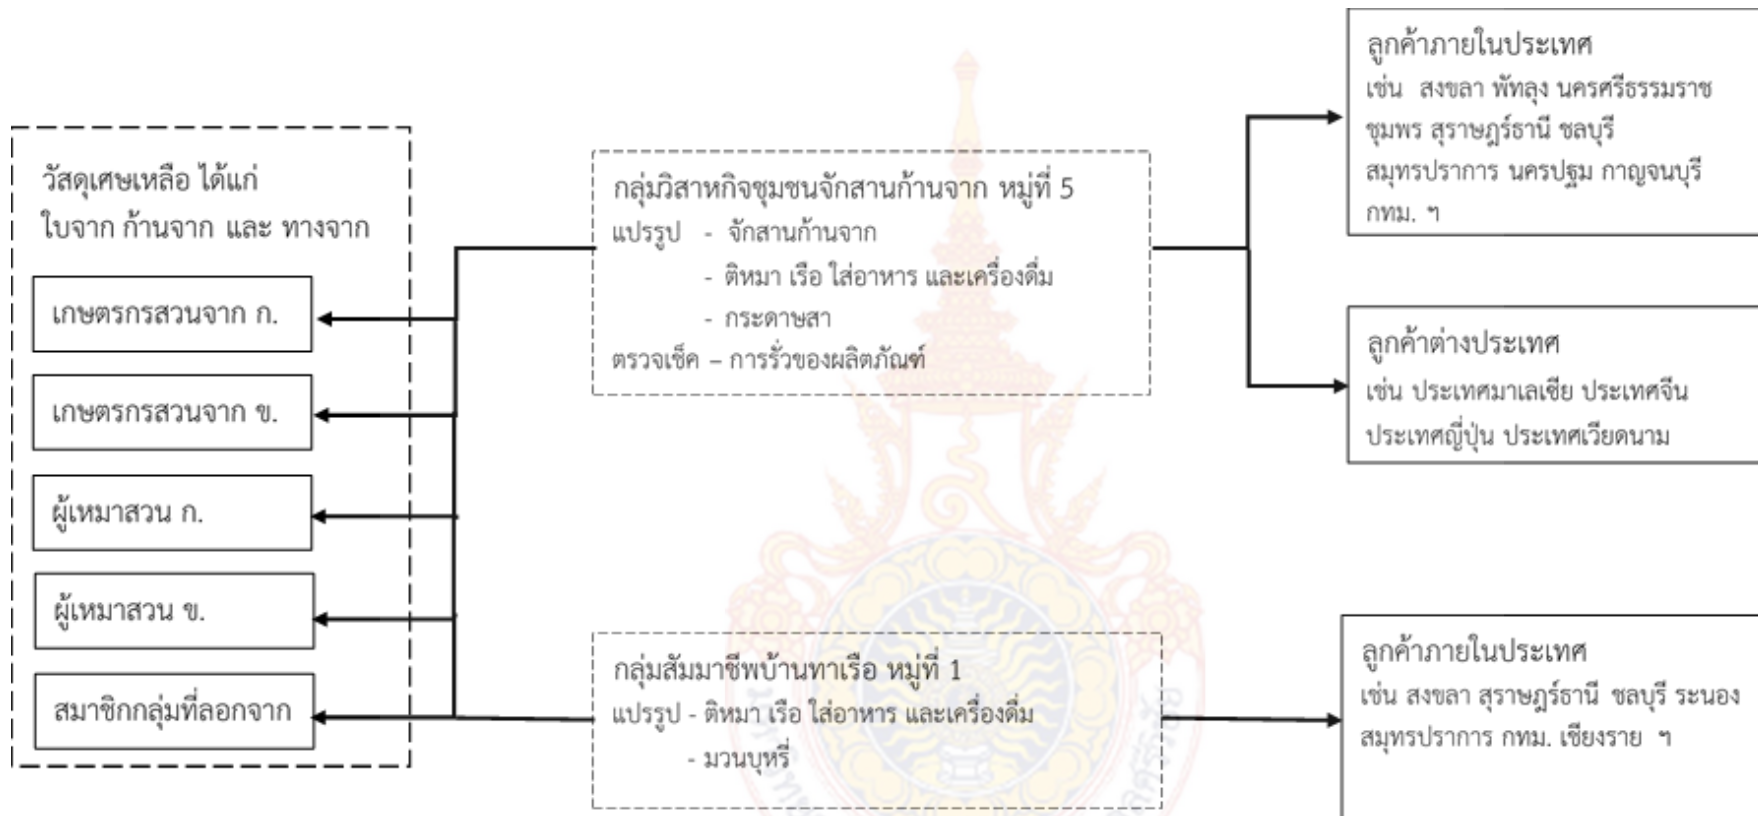 วัสดุเศษเหลือ ได้แก่
ใบจาก ก้านจาก และ ทางจาก
เกษตรกรสวนจาก ก.
เกษตรกรสวนจาก ข.
ผู้เหมาสวน ก.
ผู้เหมาสวน ข.
สมาชิกกลุ่มที่ลอกจาก
กลุ่มวิสาหกิจชุมชนจักสานก้านจาก หมู่ที่ 5
แปรรูป - จักสานก้านจาก
- ติหมา เรือ ใส่อาหาร และเครื่องดื่ม
- กระดาษสา
ตรวจเช็ค – การรั่วของผลิตภัณฑ์
กลุ่มสัมมาชีพบ้านทาเรือ หมู่ที่ 1
แปรรูป - ติหมา เรือ ใส่อาหาร และเครื่องดื่ม
- มวนบุหรี่
ลูกค้าภายในประเทศ
เช่น สงขลา พัทลุง นครศรีธรรมราช
ชุมพร สุราษฎร์ธานี ชลบุรี
สมุทรปราการ นครปฐม กาญจนบุรี
กทม. ฯ
ลูกค้าต่างประเทศ
เช่น ประเทศมาเลเซีย ประเทศจีน
ประเทศญี่ปุ่น ประเทศเวียดนาม
ลูกค้าภายในประเทศ
เช่น สงขลา สุราษฎร์ธานี ชลบุรี ระนอง
สมุทรปราการ กทม. เชียงราย ฯ